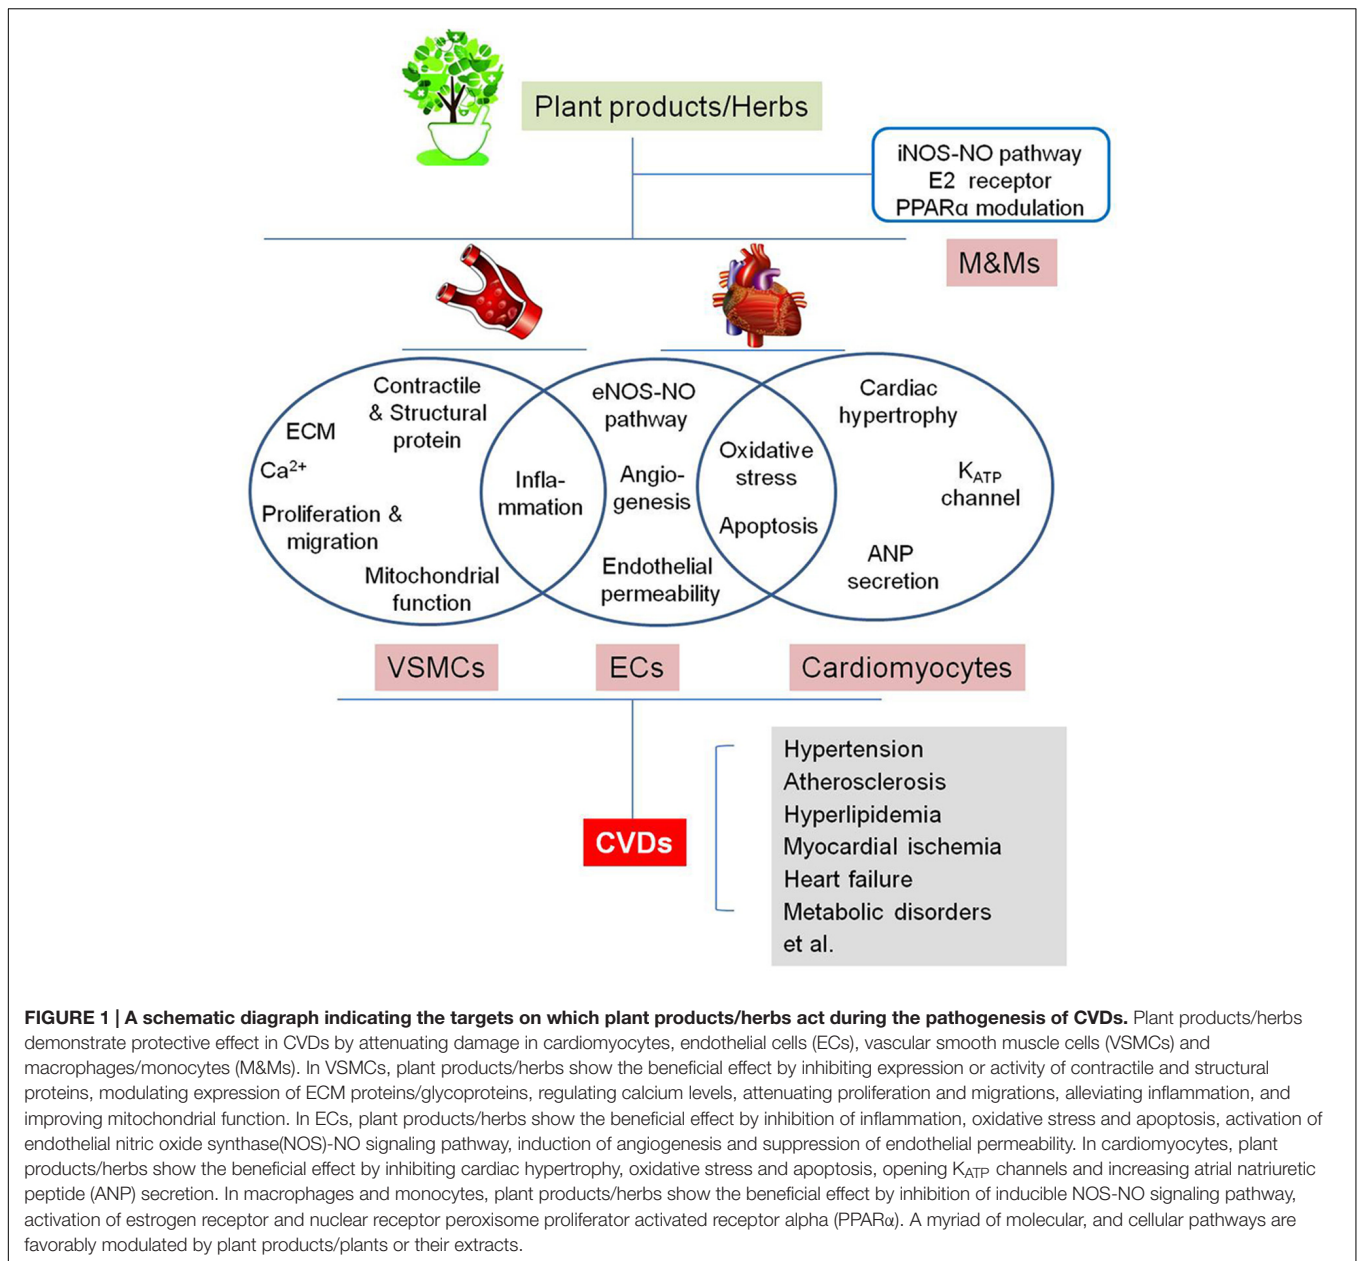 Plant products/Herbs
iNOS-NO pathway
E2 receptor
PPARα modulation
M&Ms
Contractile
& Structural
protein
ECM
Ca²⁺
Proliferation &
migration
Mitochondrial
function
Infla-
mmation
eNOS-NO
pathway
Angio-
genesis
Endothelial
permeability
Oxidative
stress
Apoptosis
Cardiac
hypertrophy
K_ATP
channel
ANP
secretion
VSMCs
ECs
Cardiomyocytes
CVDs
Hypertension
Atherosclerosis
Hyperlipidemia
Myocardial ischemia
Heart failure
Metabolic disorders
et al.
FIGURE 1 | A schematic diagraph indicating the targets on which plant products/herbs act during the pathogenesis of CVDs. Plant products/herbs
demonstrate protective effect in CVDs by attenuating damage in cardiomyocytes, endothelial cells (ECs), vascular smooth muscle cells (VSMCs) and
macrophages/monocytes (M&Ms). In VSMCs, plant products/herbs show the beneficial effect by inhibiting expression or activity of contractile and structural
proteins, modulating expression of ECM proteins/glycoproteins, regulating calcium levels, attenuating proliferation and migrations, alleviating inflammation, and
improving mitochondrial function. In ECs, plant products/herbs show the beneficial effect by inhibition of inflammation, oxidative stress and apoptosis, activation of
endothelial nitric oxide synthase(NOS)-NO signaling pathway, induction of angiogenesis and suppression of endothelial permeability. In cardiomyocytes, plant
products/herbs show the beneficial effect by inhibiting cardiac hypertrophy, oxidative stress and apoptosis, opening K_ATP channels and increasing atrial natriuretic
peptide (ANP) secretion. In macrophages and monocytes, plant products/herbs show the beneficial effect by inhibition of inducible NOS-NO signaling pathway,
activation of estrogen receptor and nuclear receptor peroxisome proliferator activated receptor alpha (PPARα). A myriad of molecular, and cellular pathways are
favorably modulated by plant products/plants or their extracts.